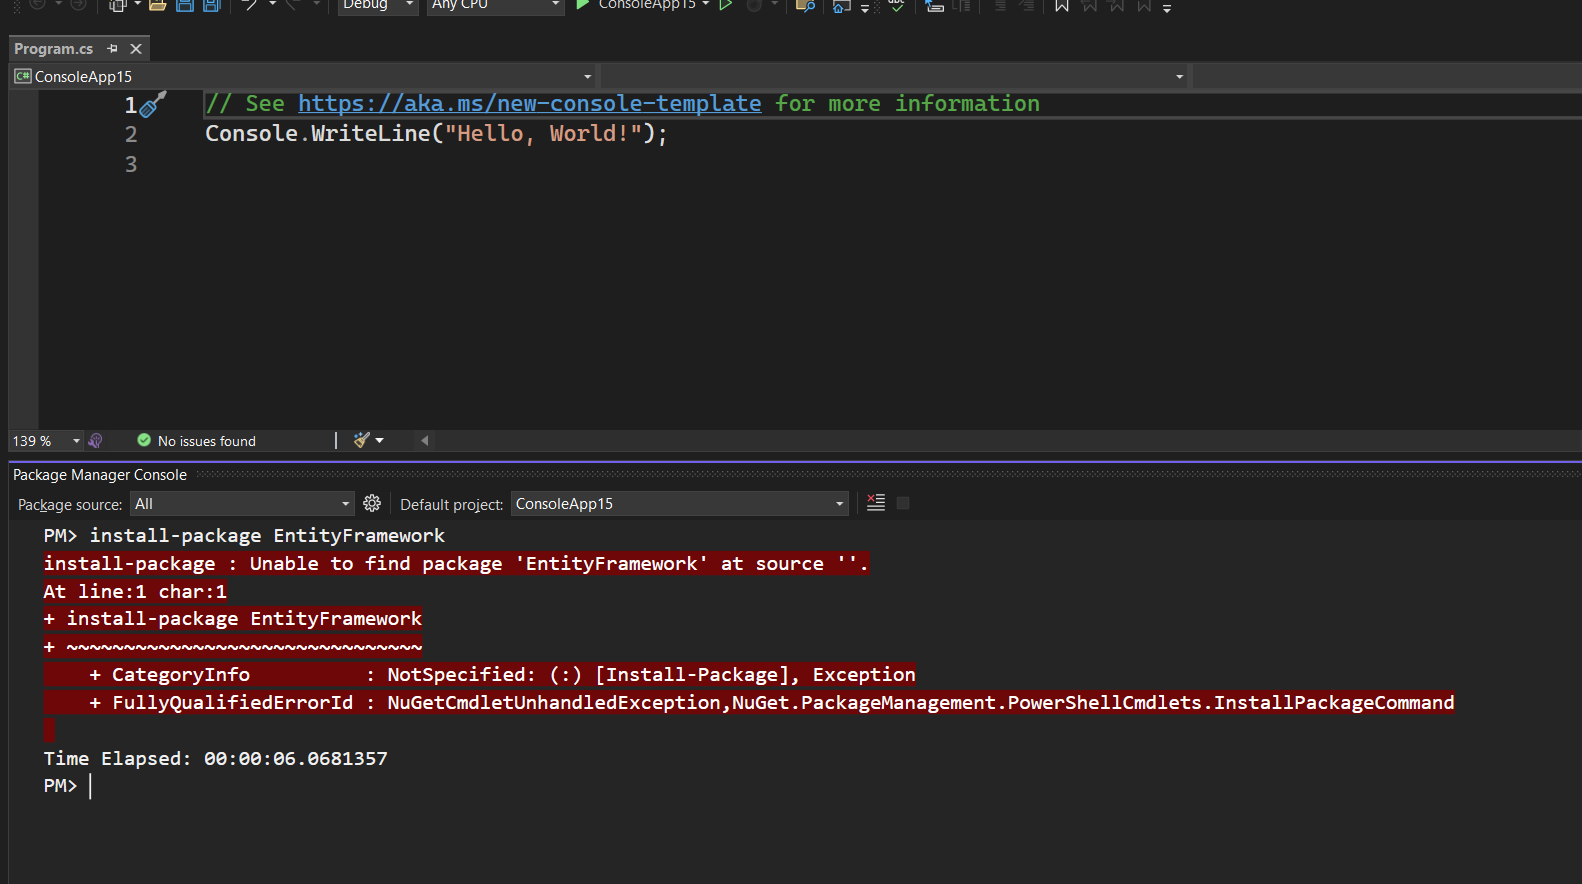 Debug Any CPU ConsoleApp15
Program.cs
C# ConsoleApp15
1 // See https://aka.ms/new-console-template for more information
2 Console.WriteLine("Hello, World!");
3
139 % No issues found
Package Manager Console
Package source: All Default project: ConsoleApp15
PM> install-package EntityFramework
install-package : Unable to find package 'EntityFramework' at source ''.
At line:1 char:1
+ install-package EntityFramework
+ ~~~~~~~~~~~~~~~~~~~~~~~~~~~~~~~
+ CategoryInfo : NotSpecified: (:) [Install-Package], Exception
+ FullyQualifiedErrorId : NuGetCmdletUnhandledException,NuGet.PackageManagement.PowerShellCmdlets.InstallPackageCommand
Time Elapsed: 00:00:06.0681357
PM>